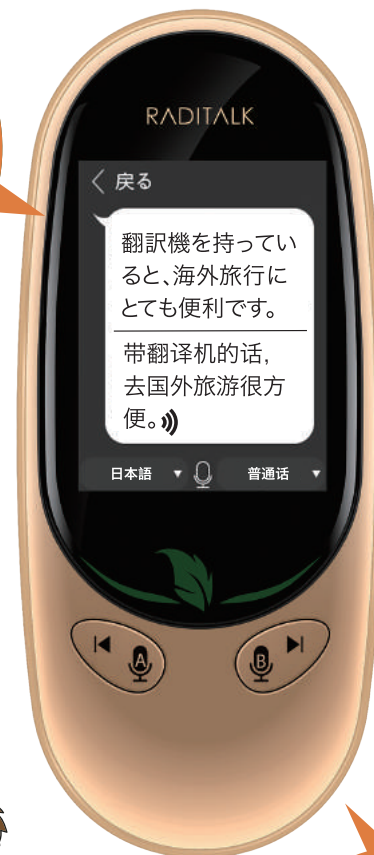 RADITALK
戻る
翻訳機を持ってい
ると、海外旅行に
とても便利です。
带翻译机的话，
去国外旅游很方
便。
日本語 普通话
A B